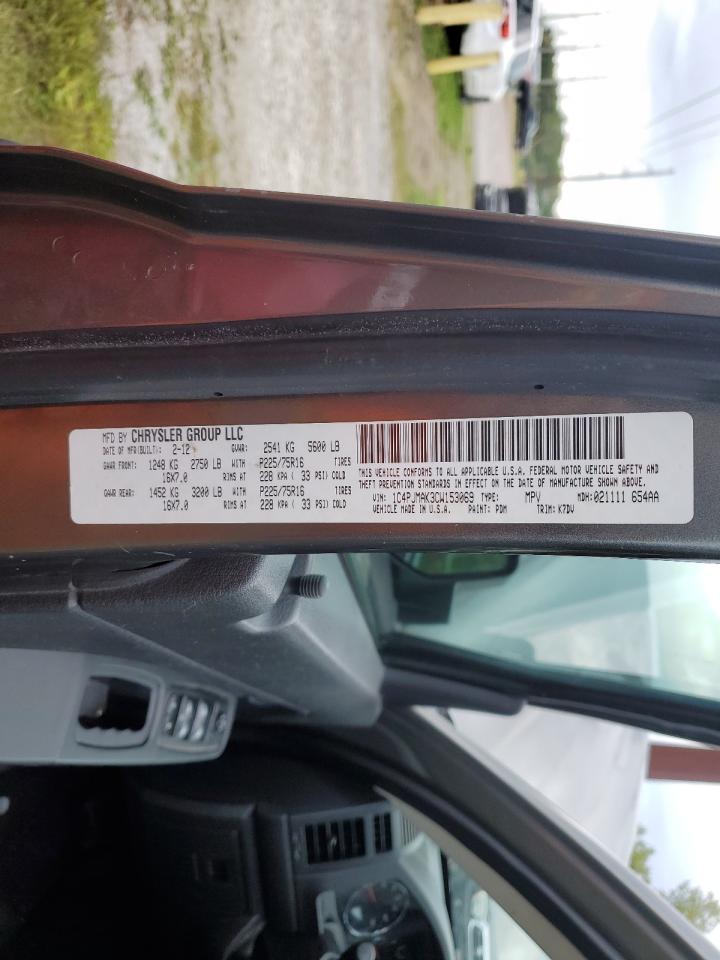 MFD BY CHRYSLER GROUP LLC
DATE OF MFR(BUILT): 2-12 GVWR: 2541 KG 5600 LB
GAWR FRONT: 1248 KG 2750 LB WITH P225/75R16 TIRES
16X7.0 RIMS AT 228 KPA ( 33 PSI) COLD
GAWR REAR: 1452 KG 3200 LB WITH P225/75R16 TIRES
16X7.0 RIMS AT 228 KPA ( 33 PSI) COLD
THIS VEHICLE CONFORMS TO ALL APPLICABLE U.S.A. FEDERAL MOTOR VEHICLE SAFETY AND
THEFT PREVENTION STANDARDS IN EFFECT ON THE DATE OF MANUFACTURE SHOWN ABOVE.
VIN: 1C4PJMAK3CW153069 TYPE: MPV MDH: 021111 654AA
VEHICLE MADE IN U.S.A. PAINT: PDM TRIM: K7DV